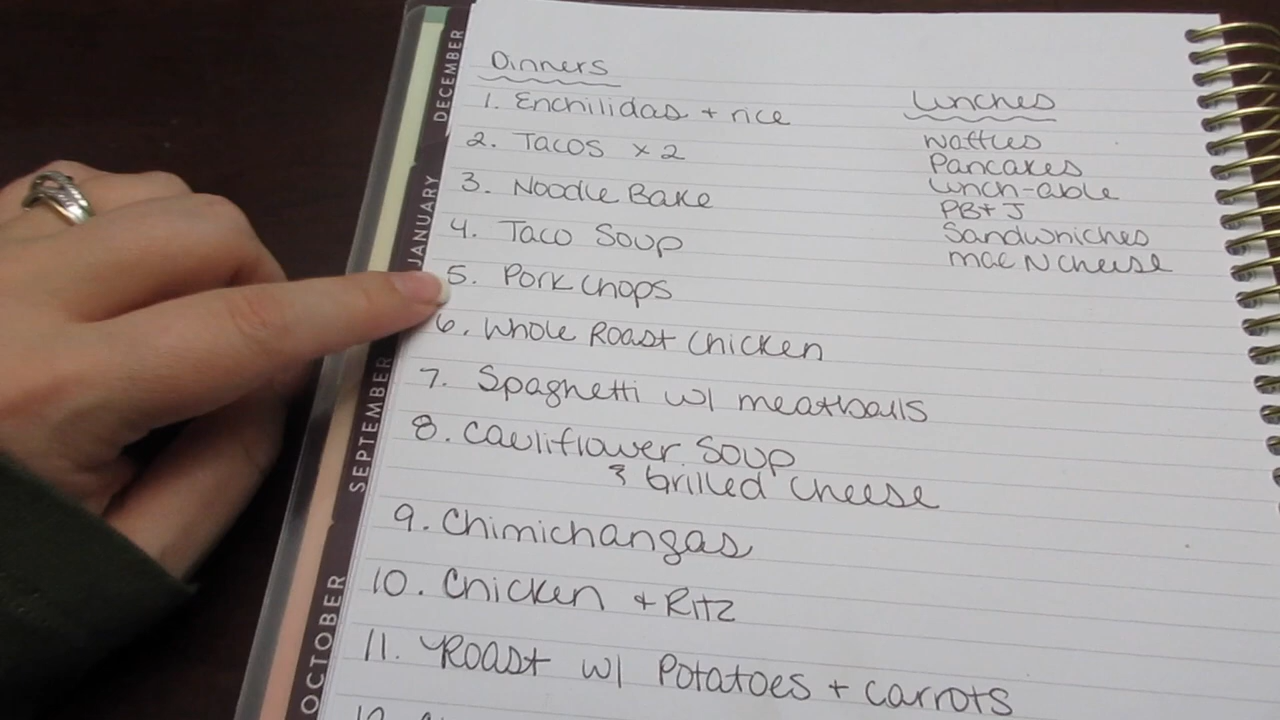 Dinners
1. Enchilidas + rice
2. Tacos x 2
3. Noodle Bake
4. Taco Soup
5. Pork Chops
6. Whole Roast Chicken
7. Spaghetti w/ meatballs
8. Cauliflower Soup
& Grilled Cheese
9. Chimichangas
10. Chicken + Ritz
11. Roast w/ Potatoes + carrots
Lunches
Waffles
Pancakes
Lunch-able
PB+J
Sandwniches
mac N Cheese
DECEMBER
JANUARY
SEPTEMBER
OCTOBER